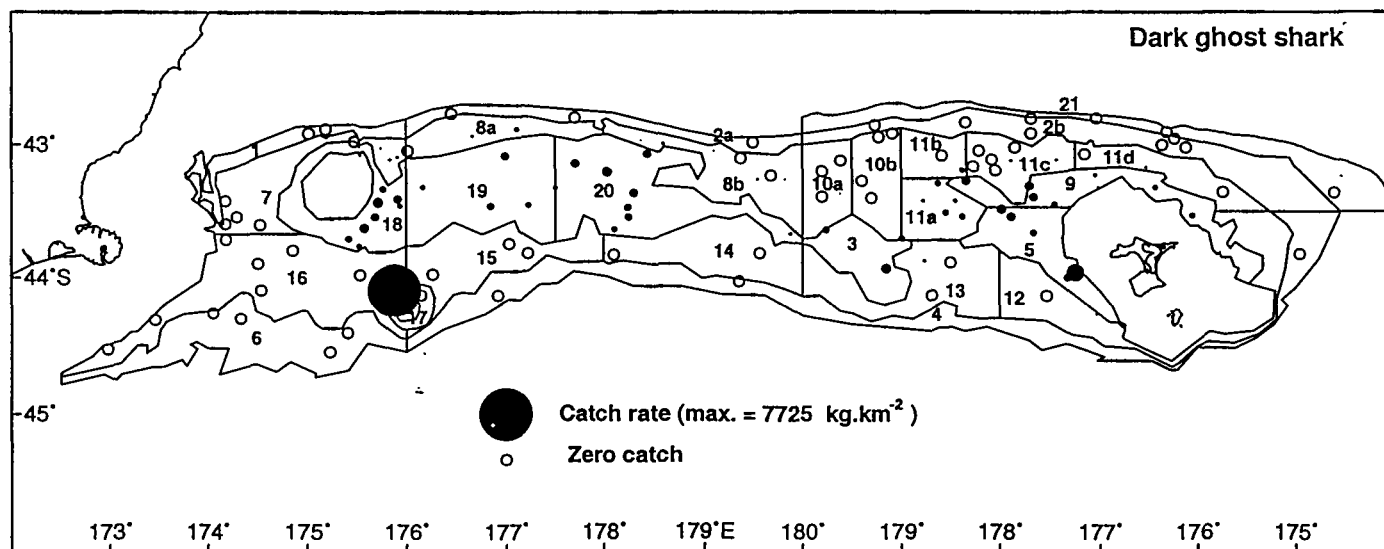 Dark ghost shark
21
43°
1
8a
2a
2b
11b
10b
11c
11d
7
8b
10a
9
19
20
18
11a
3
5
15
14
16
44°S
13
12
17
4
6
45°
Catch rate (max. = 7725 kg.km-2 )
Zero catch
173° 174° 175° 176° 177° 178° 179°E 180° 179° 178° 177° 176° 175°